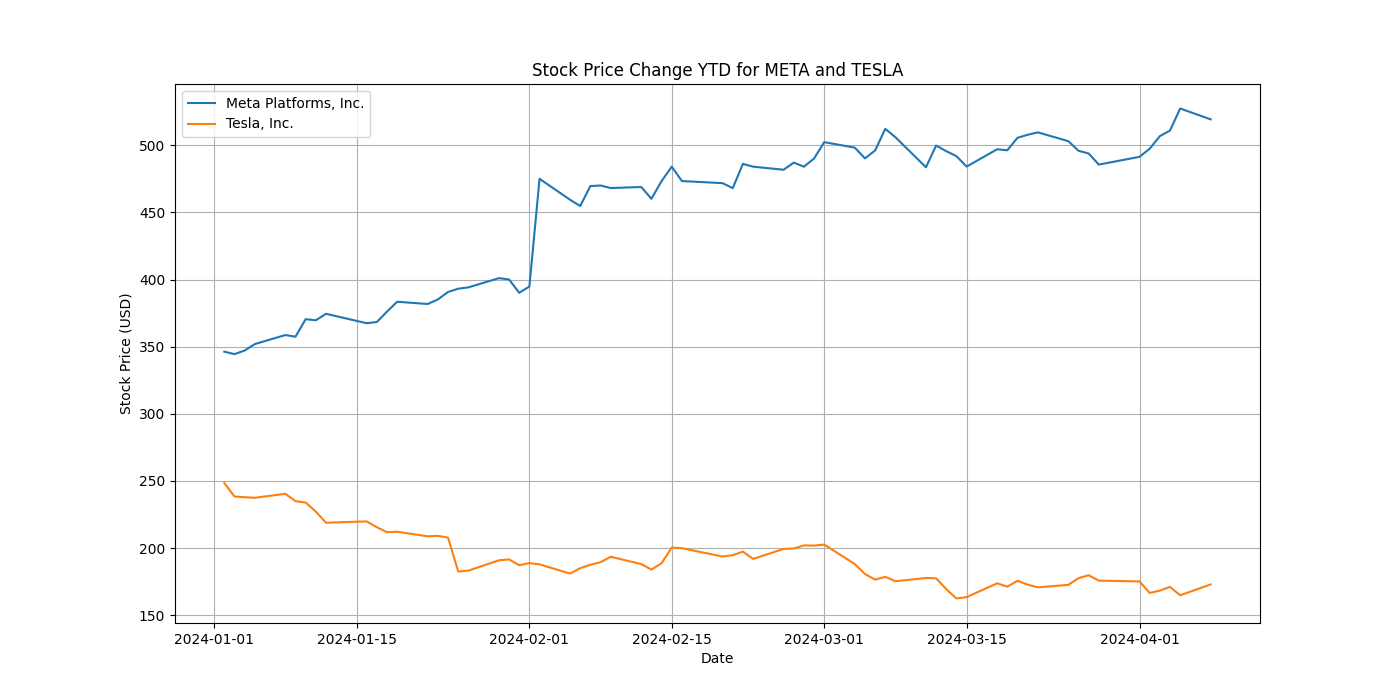 Stock Price Change YTD for META and TESLA
Meta Platforms, Inc.
Tesla, Inc.
Stock Price (USD)
500
450
400
350
300
250
200
150
2024-01-01 2024-01-15 2024-02-01 2024-02-15 2024-03-01 2024-03-15 2024-04-01
Date